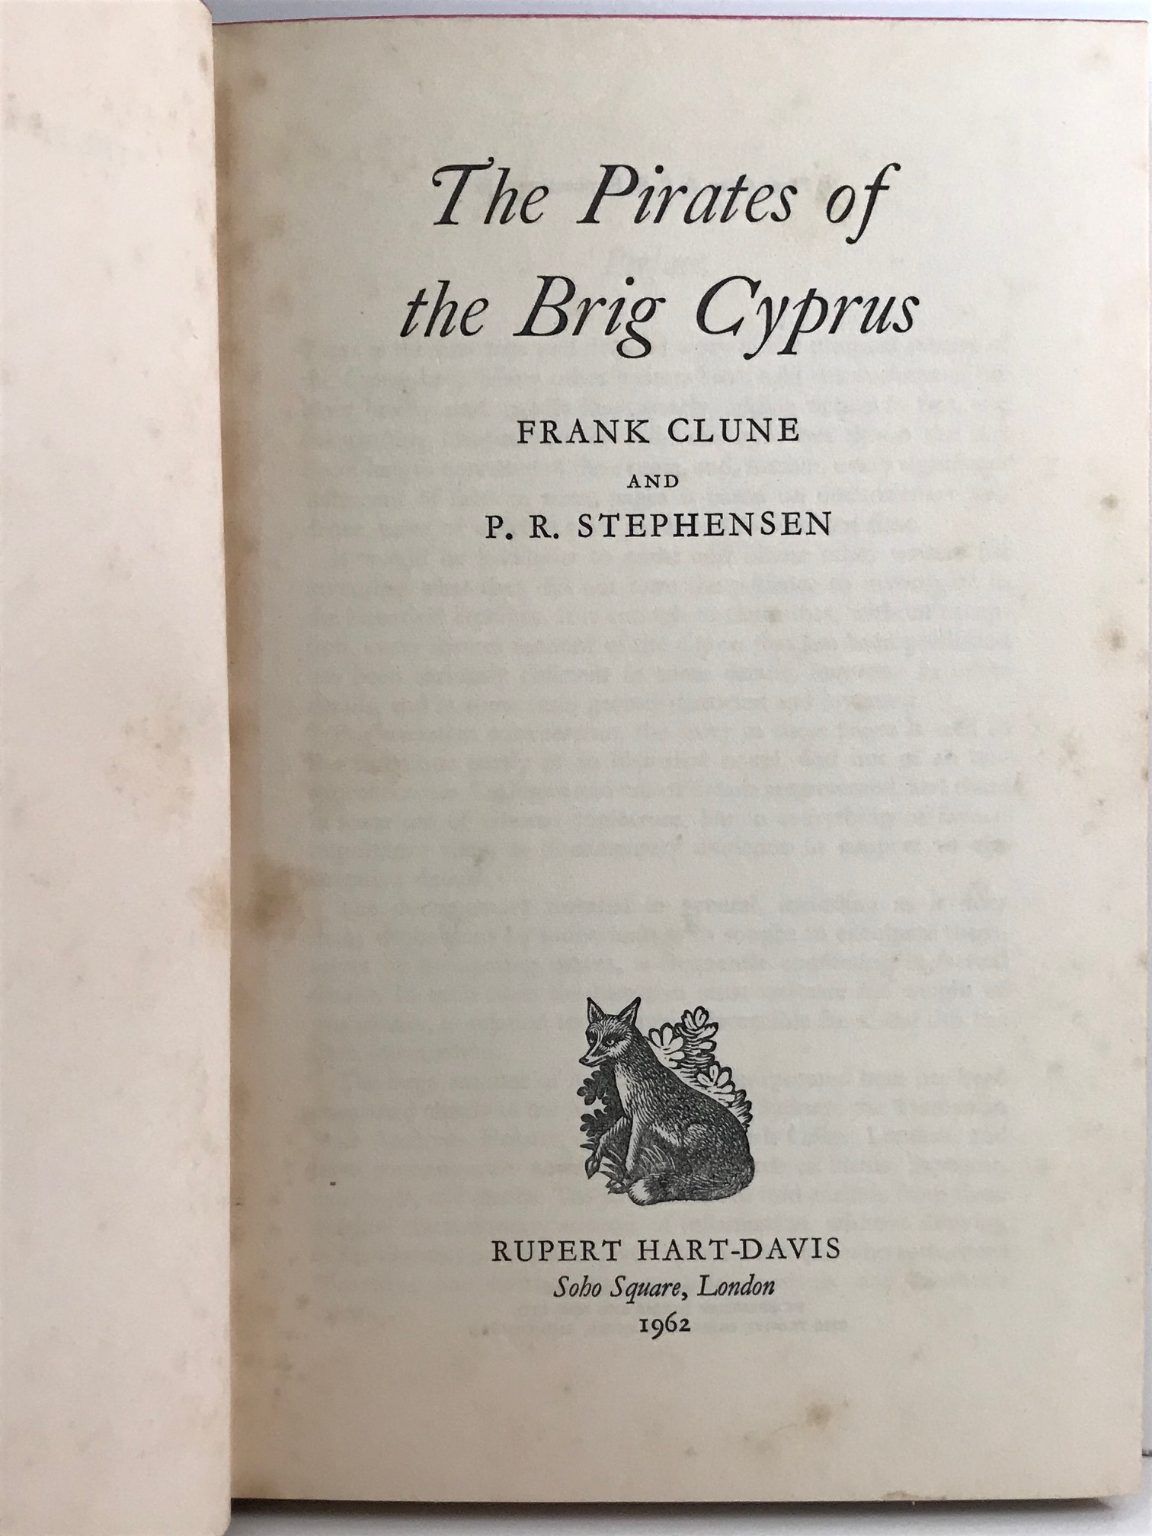 The Pirates of
the Brig Cyprus
FRANK CLUNE
AND
P. R. STEPHENSEN
RUPERT HART-DAVIS
Soho Square, London
1962